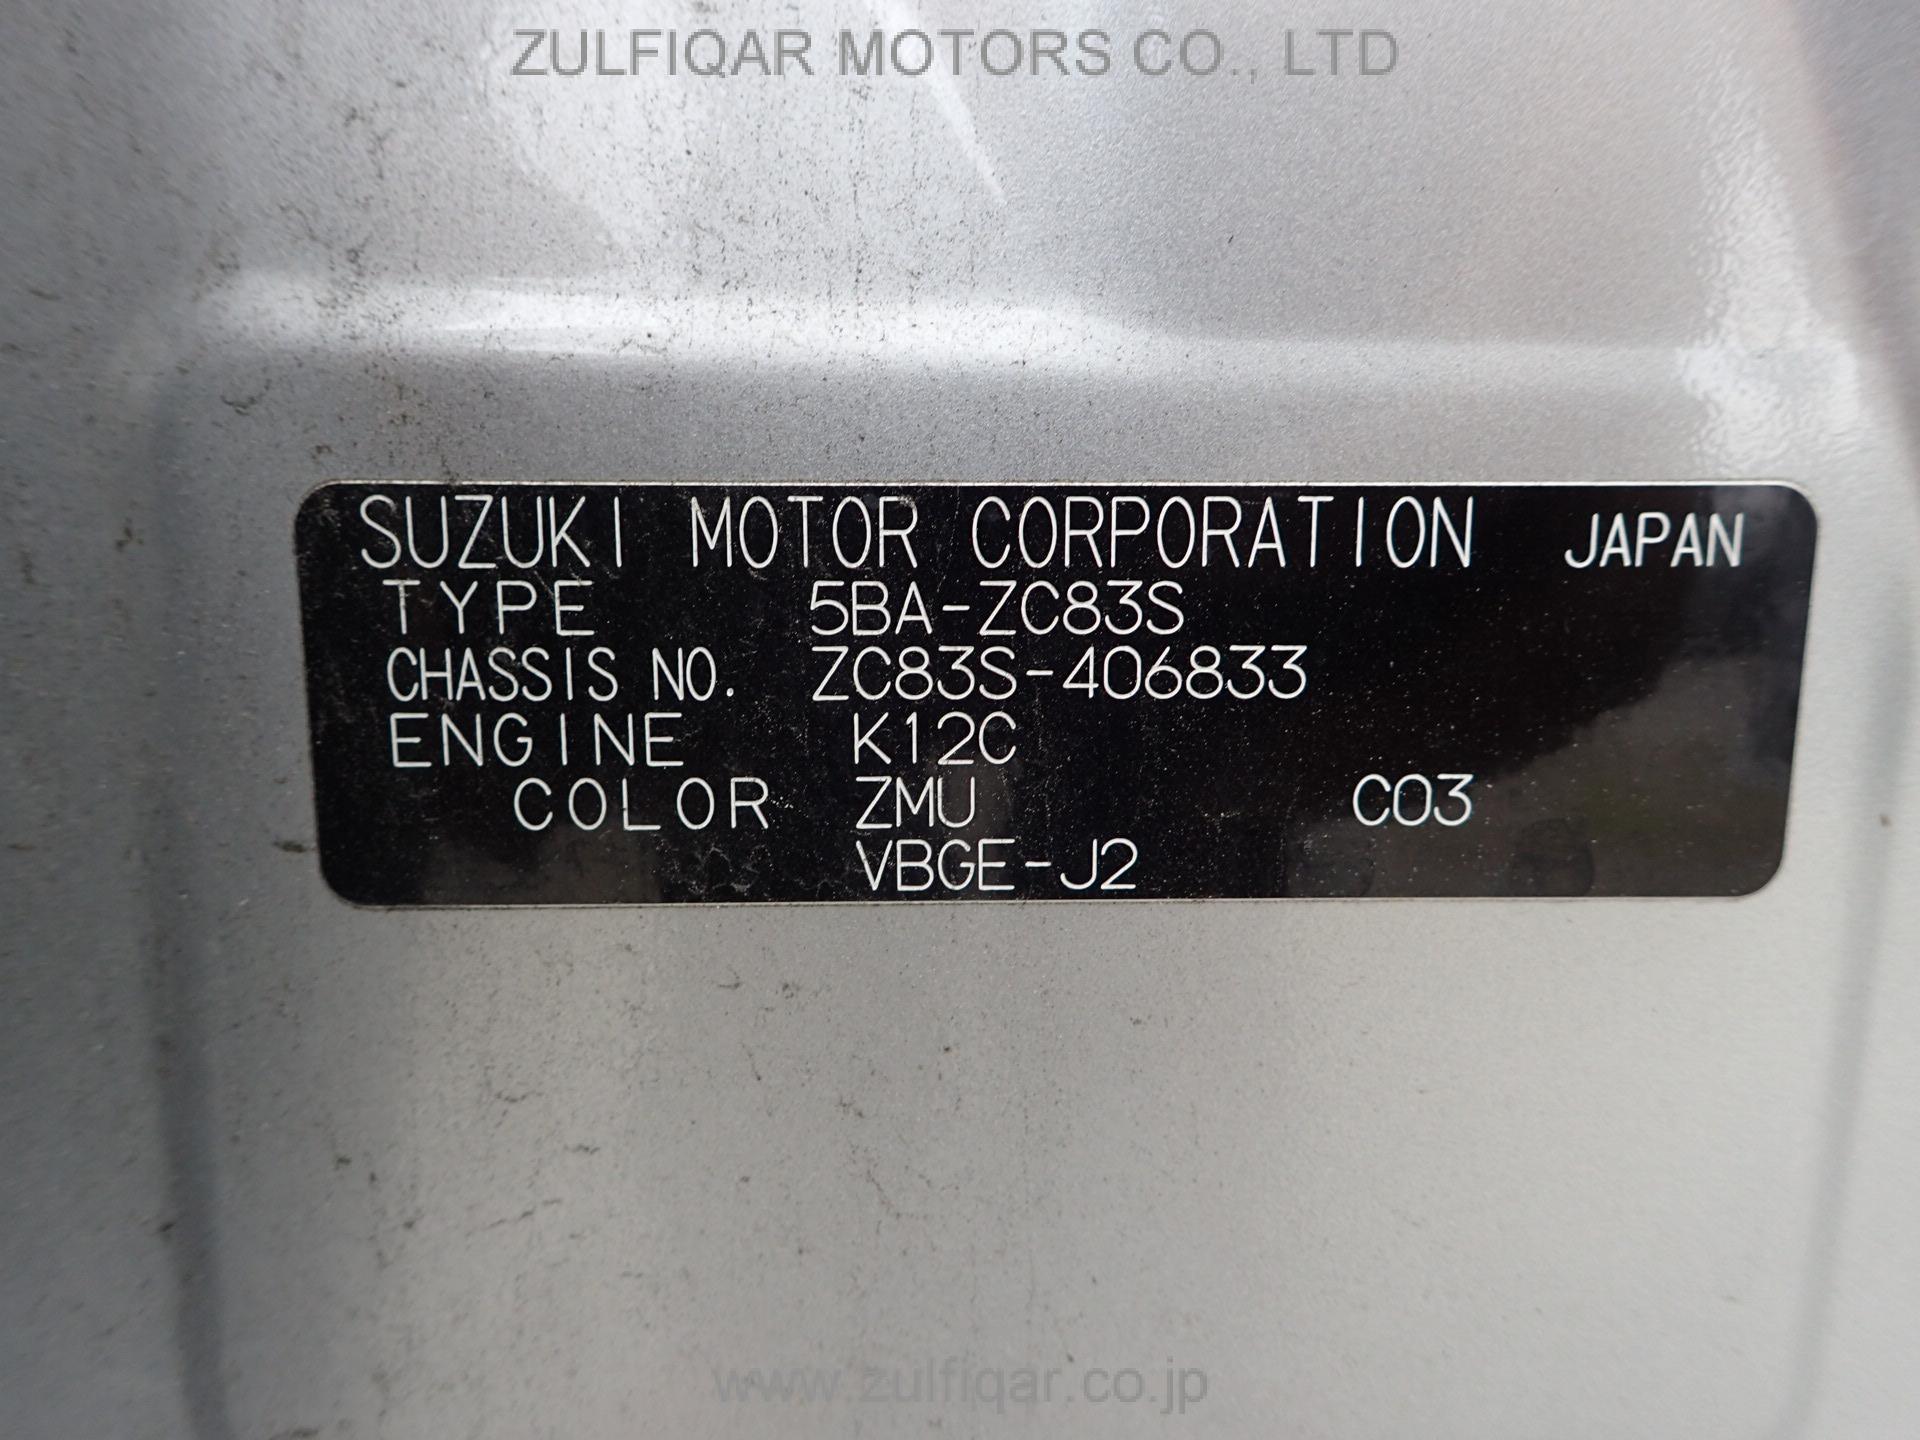 ZULFIQAR MOTORS CO., LTD
SUZUKI MOTOR CORPORATION JAPAN
TYPE 5BA-ZC83S
CHASSIS NO. ZC83S-406833
ENGINE K12C
COLOR ZMU C03
VBGE-J2
www.zulfiqar.co.jp